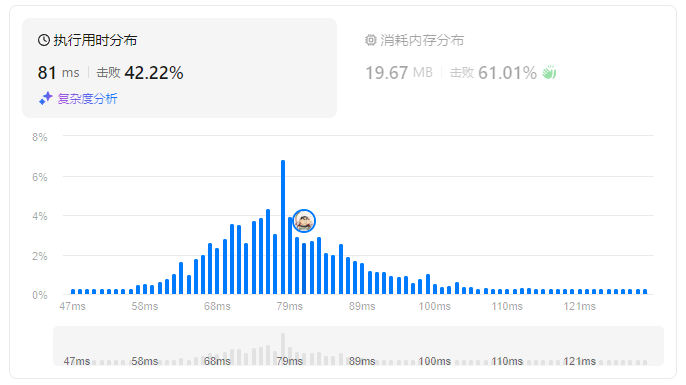 执行用时分布
81 ms 击败 42.22%
复杂度分析
消耗内存分布
19.67 MB 击败 61.01%
8%
6%
4%
2%
0%
47ms 58ms 68ms 79ms 89ms 100ms 110ms 121ms
47ms 58ms 68ms 79ms 89ms 100ms 110ms 121ms